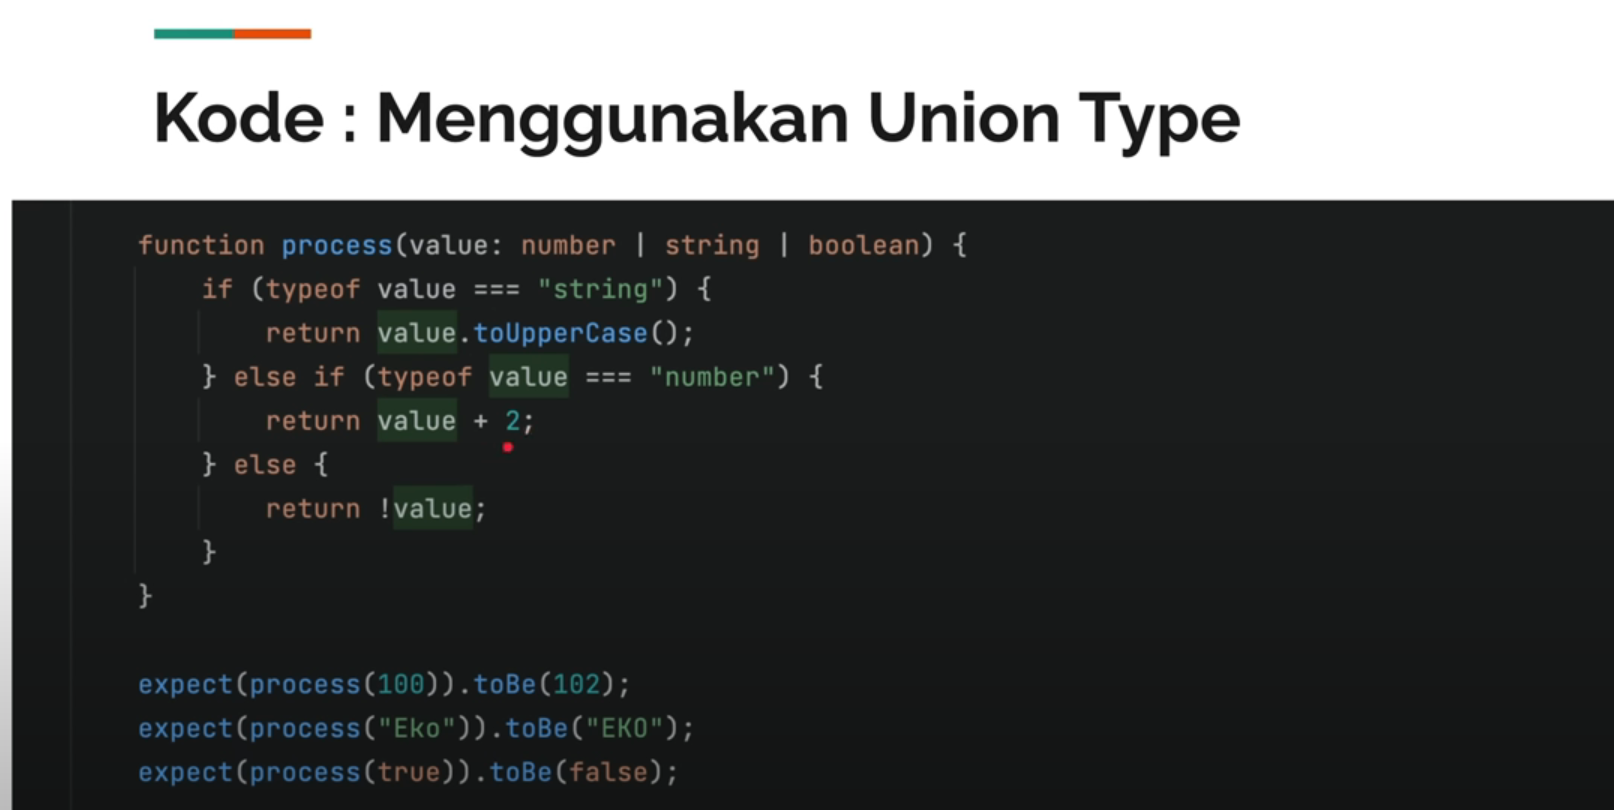 Kode : Menggunakan Union Type
function process(value: number | string | boolean) {
if (typeof value === "string") {
return value.toUpperCase();
} else if (typeof value === "number") {
return value + 2;
} else {
return !value;
}
}
expect(process(100)).toBe(102);
expect(process("Eko")).toBe("EKO");
expect(process(true)).toBe(false);